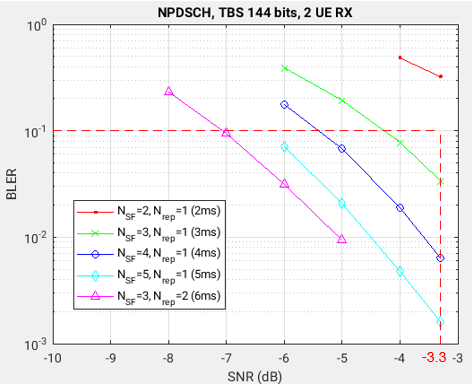 NPDSCH, TBS 144 bits, 2 UE RX
10^0
10^-1
10^-2
10^-3
BLER
N_SF=2, N_rep=1 (2ms)
N_SF=3, N_rep=1 (3ms)
N_SF=4, N_rep=1 (4ms)
N_SF=5, N_rep=1 (5ms)
N_SF=3, N_rep=2 (6ms)
-10 -9 -8 -7 -6 -5 -4 -3.3 -3
SNR (dB)